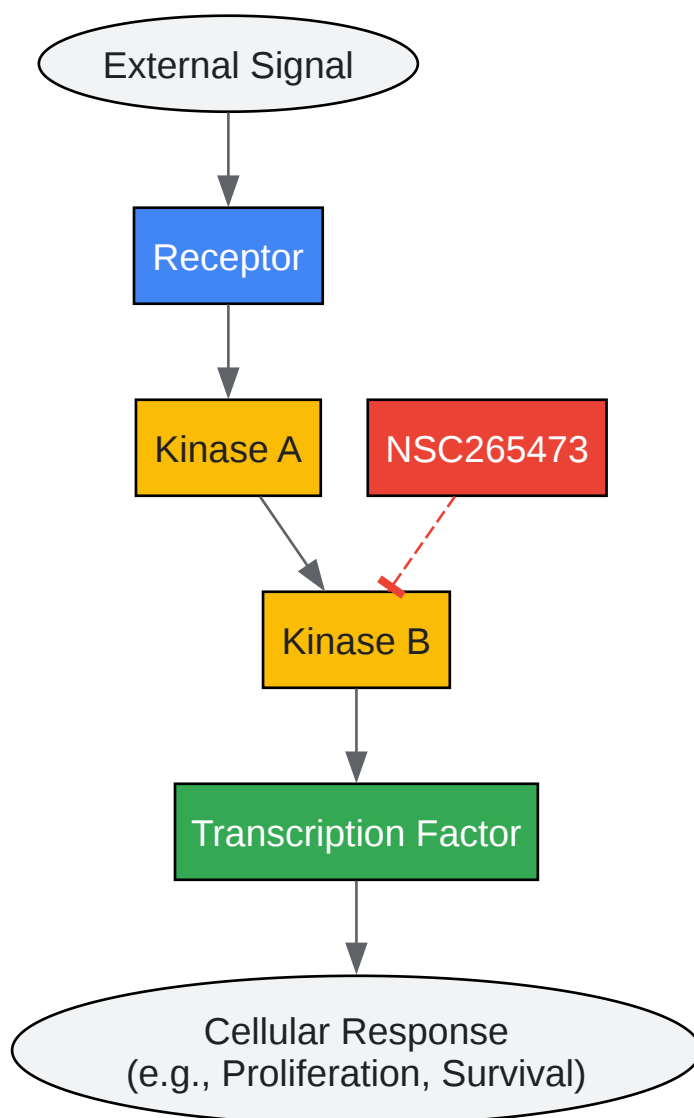 External Signal
Receptor
Kinase A
NSC265473
Kinase B
Transcription Factor
Cellular Response
(e.g., Proliferation, Survival)